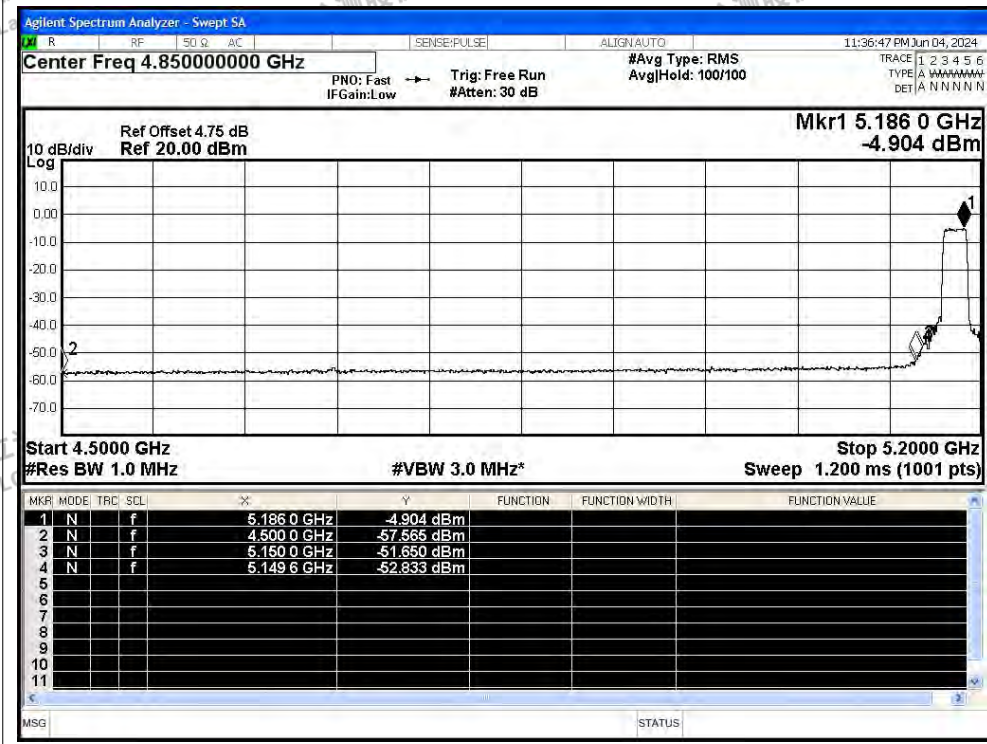 Agilent Spectrum Analyzer - Swept SA
R RF 50 Ω AC SENSE:PULSE ALIGN AUTO 11:36:47 PM Jun 04, 2024
Center Freq 4.850000000 GHz #Avg Type: RMS TRACE 1 2 3 4 5 6
PNO: Fast Trig: Free Run Avg|Hold: 100/100 TYPE A WWWWW
IFGain:Low #Atten: 30 dB DET A N N N N N
Mkr1 5.186 0 GHz
-4.904 dBm
Ref Offset 4.75 dB
10 dB/div Ref 20.00 dBm
Log
10.0
0.00
-10.0
-20.0
-30.0
-40.0
-50.0
-60.0
-70.0
1
2
Start 4.5000 GHz Stop 5.2000 GHz
#Res BW 1.0 MHz #VBW 3.0 MHz* Sweep 1.200 ms (1001 pts)
MKR MODE TRC SCL X Y FUNCTION FUNCTION WIDTH FUNCTION VALUE
1 N f 5.186 0 GHz -4.904 dBm
2 N f 4.500 0 GHz -57.565 dBm
3 N f 5.150 0 GHz -51.650 dBm
4 N f 5.149 6 GHz -52.833 dBm
5
6
7
8
9
10
11
MSG STATUS